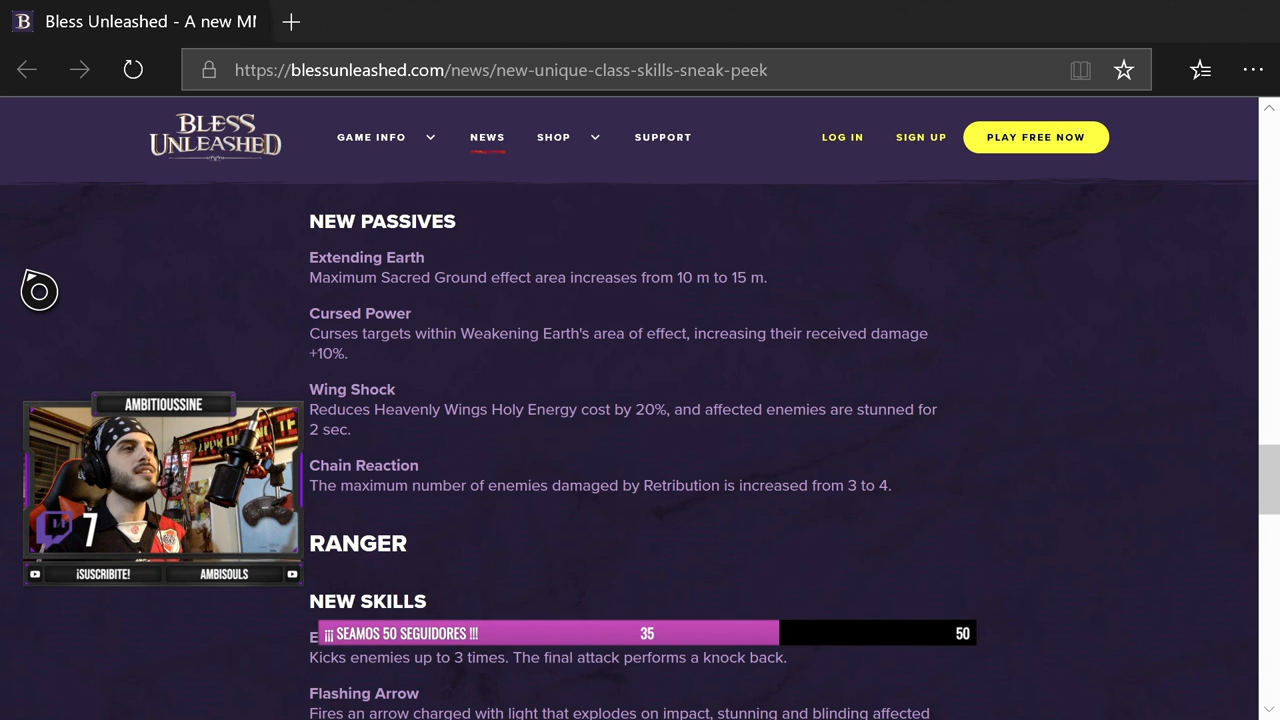 B Bless Unleashed - A new MI
https://blessunleashed.com/news/new-unique-class-skills-sneak-peek
BLESS
UNLEASHED
GAME INFO
NEWS
SHOP
SUPPORT
LOG IN
SIGN UP
PLAY FREE NOW
NEW PASSIVES
Extending Earth
Maximum Sacred Ground effect area increases from 10 m to 15 m.
Cursed Power
Curses targets within Weakening Earth's area of effect, increasing their received damage
+10%.
Wing Shock
Reduces Heavenly Wings Holy Energy cost by 20%, and affected enemies are stunned for
2 sec.
Chain Reaction
The maximum number of enemies damaged by Retribution is increased from 3 to 4.
AMBITIOUSSINE
7
¡SUSCRIBITE!
AMBISOULS
RANGER
NEW SKILLS
E
¡¡¡ SEAMOS 50 SEGUIDORES !!! 35 50
Kicks enemies up to 3 times. The final attack performs a knock back.
Flashing Arrow
Fires an arrow charged with light that explodes on impact, stunning and blinding affected